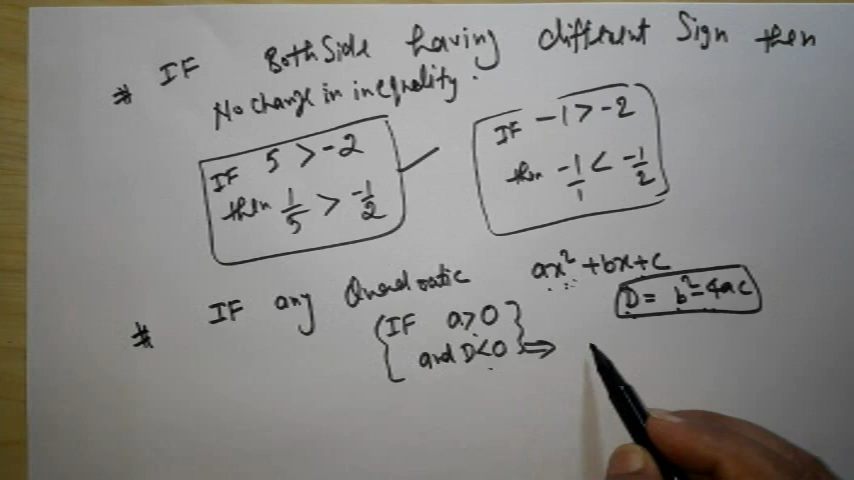 * IF Both Side having different Sign then
No change in inequality.
IF 5 > -2
then 1/5 > -1/2
IF -1 > -2
then -1/1 < -1/2
* IF any Quadratic ax² + bx + c
D = b² - 4ac
{IF a > 0
and D < 0} ⇒